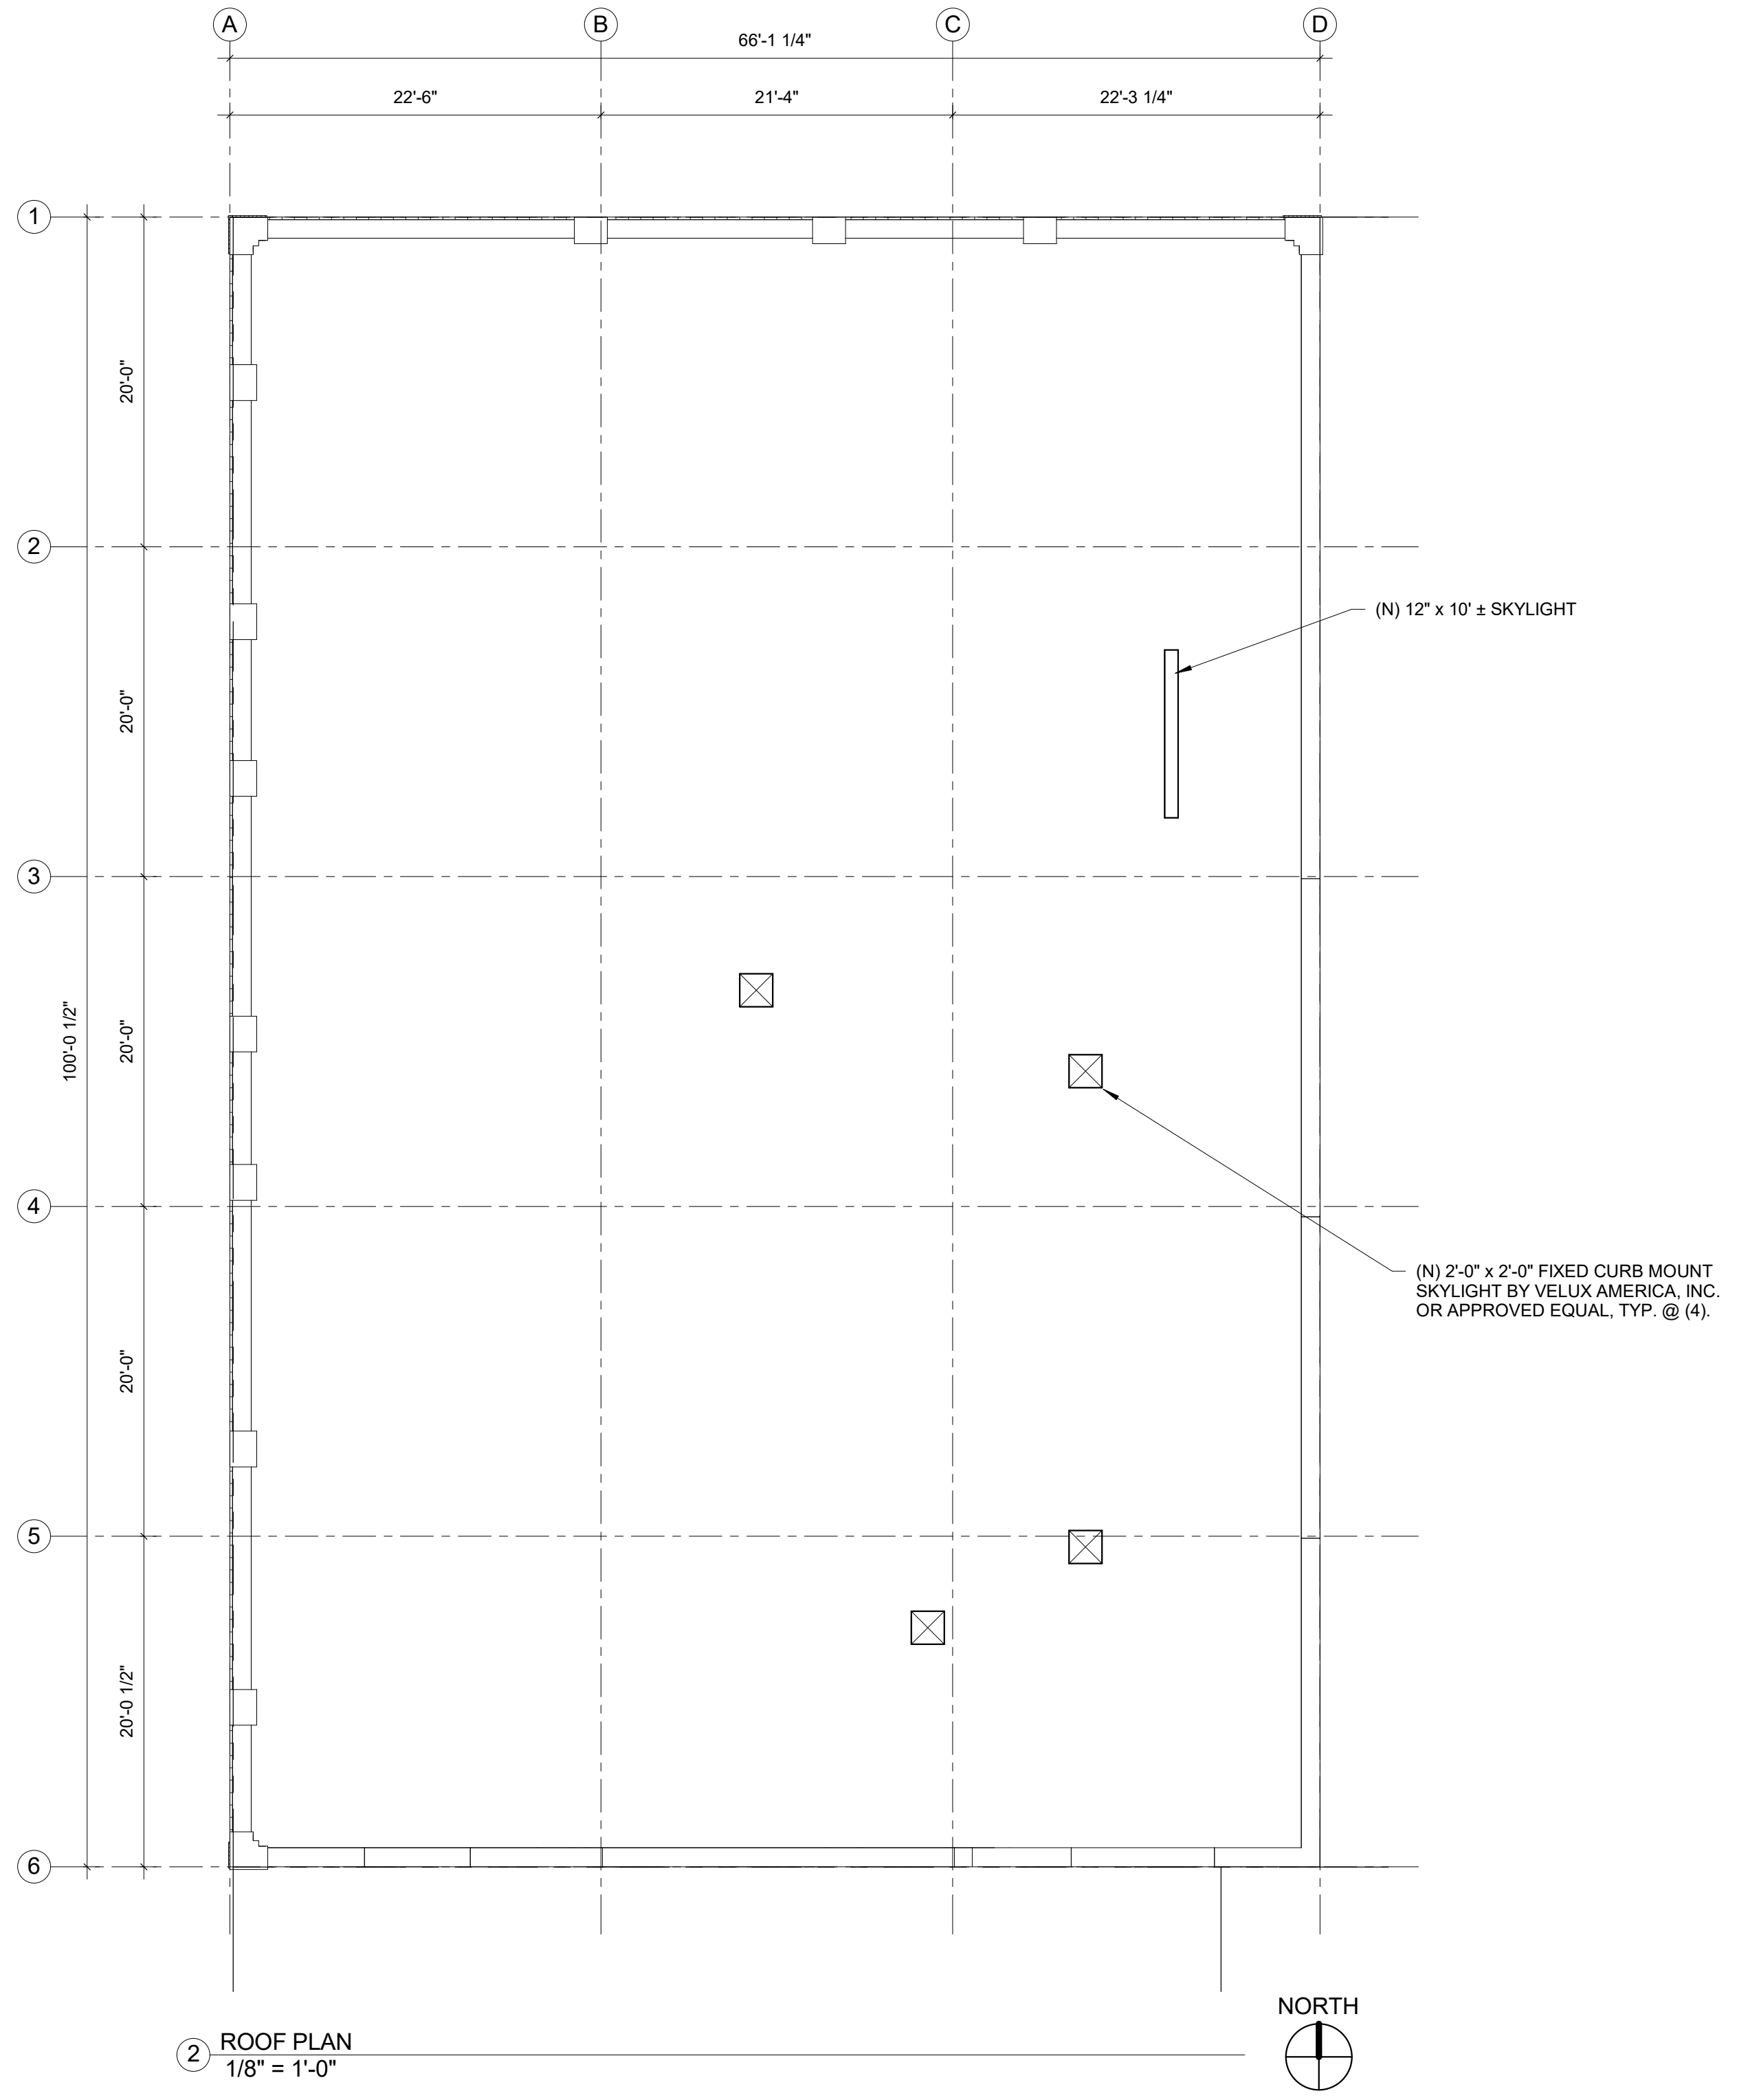 A
B
C
D
66'-1 1/4"
22'-6"
21'-4"
22'-3 1/4"
1
20'-0"
2
(N) 12" x 10' ± SKYLIGHT
20'-0"
3
100'-0 1/2"
20'-0"
4
(N) 2'-0" x 2'-0" FIXED CURB MOUNT
SKYLIGHT BY VELUX AMERICA, INC.
OR APPROVED EQUAL, TYP. @ (4).
20'-0"
5
20'-0 1/2"
6
NORTH
2
ROOF PLAN
1/8" = 1'-0"